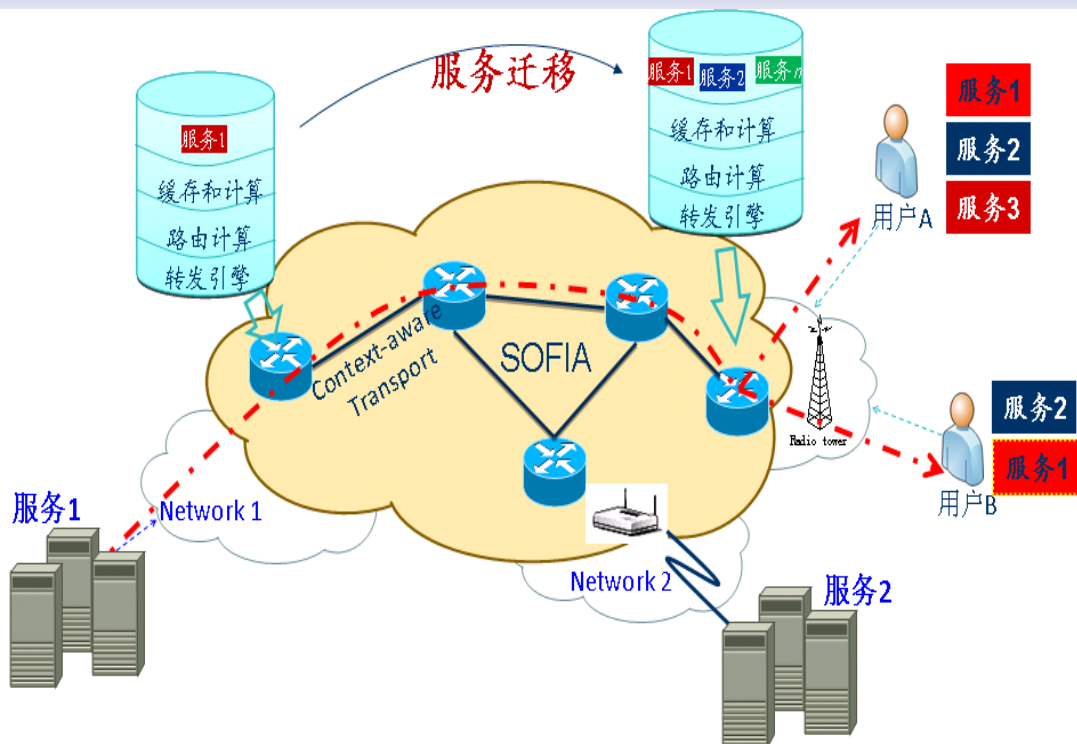 服务迁移
服务1
缓存和计算
路由计算
转发引擎
服务1
服务2
服务n
缓存和计算
路由计算
转发引擎
服务1
服务2
服务3
用户A
Context-aware
Transport
SOFIA
Radio tower
服务2
服务1
用户B
服务1
Network 1
Network 2
服务2